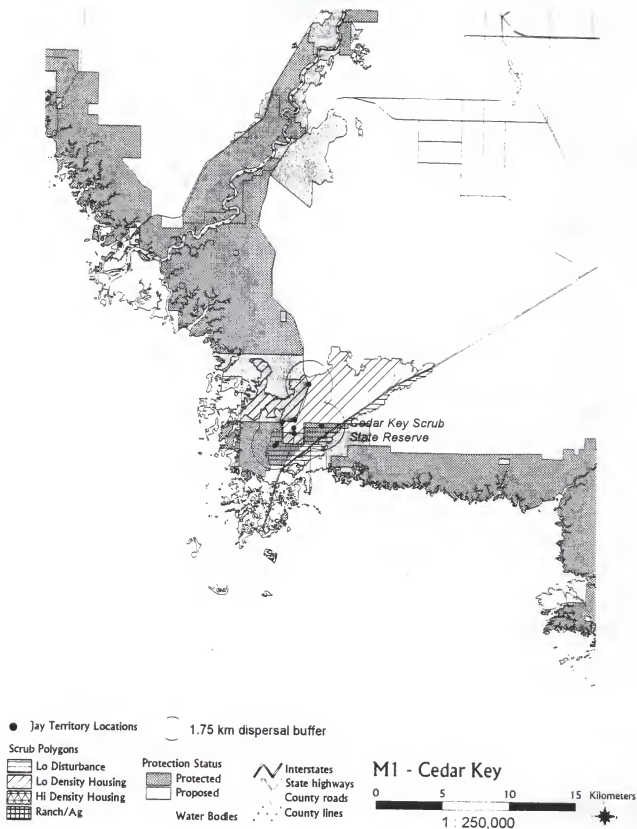 Cedar Key Scrub
State Reserve
Jay Territory Locations
1.75 km dispersal buffer
Scrub Polygons
Lo Disturbance
Lo Density Housing
Hi Density Housing
Ranch/Ag
Protection Status
Protected
Proposed
Water Bodies
Interstates
State highways
County roads
County lines
M1 - Cedar Key
0 5 10 15 Kilometers
1 : 250,000